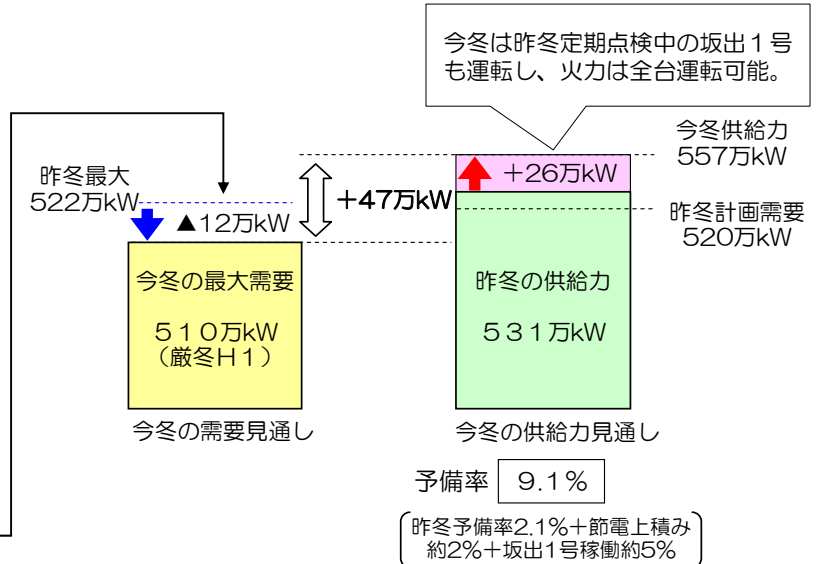 今冬は昨冬定期点検中の坂出１号
も運転し、火力は全台運転可能。
今冬供給力
557万kW
昨冬最大
522万kW
＋26万kW
＋47万kW
▲12万kW
昨冬計画需要
520万kW
今冬の最大需要
５１０万kW
（厳冬Ｈ１）
昨冬の供給力
５３１万kW
今冬の需要見通し
今冬の供給力見通し
予備率 ９.１％
昨冬予備率2.1%＋節電上積み
約2%＋坂出1号稼働約5%